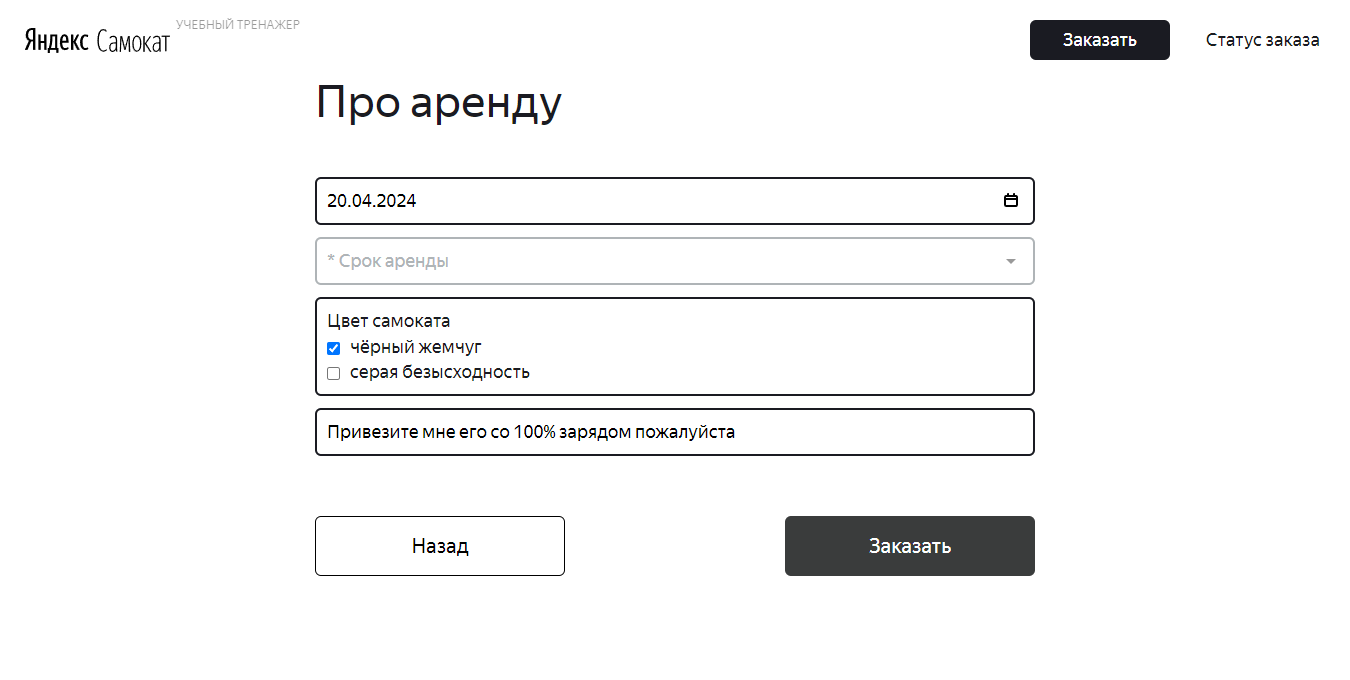 Яндекс Самокат
УЧЕБНЫЙ ТРЕНАЖЕР
Заказать
Статус заказа
Про аренду
20.04.2024
* Срок аренды
Цвет самоката
чёрный жемчуг
серая безысходность
Привезите мне его со 100% зарядом пожалуйста
Назад
Заказать